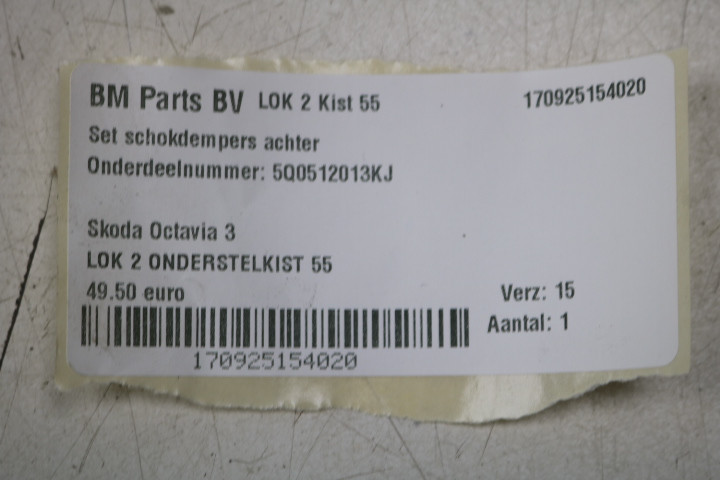 BM Parts BV LOK 2 Kist 55 170925154020
Set schokdempers achter
Onderdeelnummer: 5Q0512013KJ
Skoda Octavia 3
LOK 2 ONDERSTELKIST 55
49.50 euro Verz: 15
Aantal: 1
170925154020